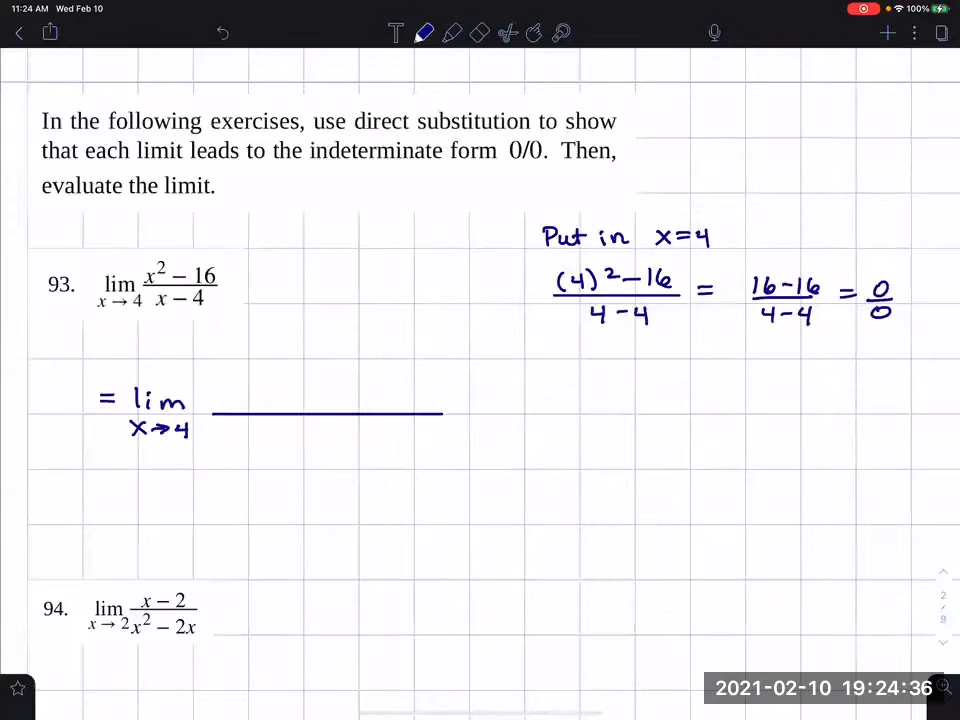 11:24 AM Wed Feb 10
100%
In the following exercises, use direct substitution to show
that each limit leads to the indeterminate form 0/0. Then,
evaluate the limit.
Put in x=4
93. lim x→4 (x² − 16)/(x − 4)
((4)² − 16)/(4 − 4) = (16 − 16)/(4 − 4) = 0/0
= lim x→4
94. lim x→2 (x − 2)/(x² − 2x)
2/9
2021-02-10 19:24:36